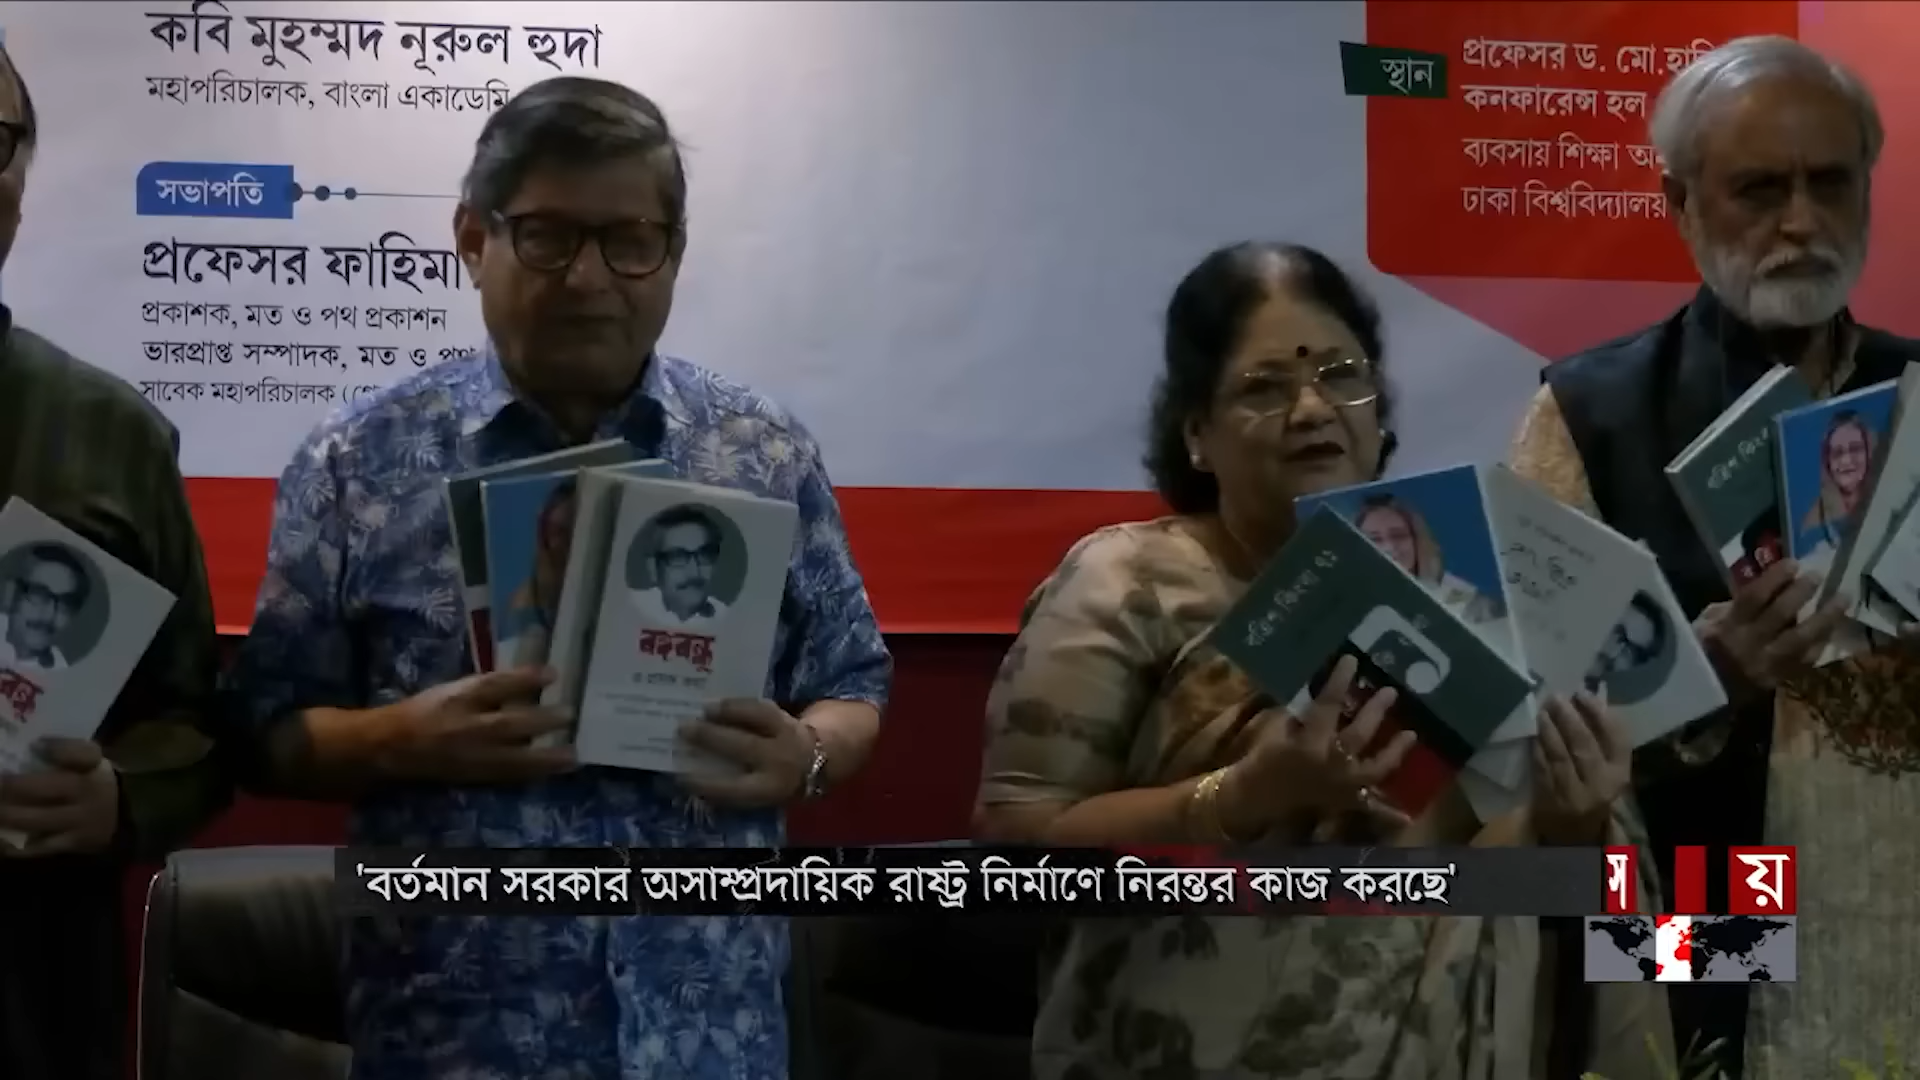 কবি মুহম্মদ নূরুল হুদা
মহাপরিচালক, বাংলা একাডেমি
সভাপতি
প্রফেসর ফাহিমা
প্রকাশক, মত ও পথ প্রকাশন
ভারপ্রাপ্ত সম্পাদক, মত ও পথ
সাবেক মহাপরিচালক
স্থান
প্রফেসর ড. মো.
কনফারেন্স হল
ব্যবসায় শিক্ষা
ঢাকা বিশ্ববিদ্যালয়
বঙ্গবন্ধু
'বর্তমান সরকার অসাম্প্রদায়িক রাষ্ট্র নির্মাণে নিরন্তর কাজ করছে'
সময়